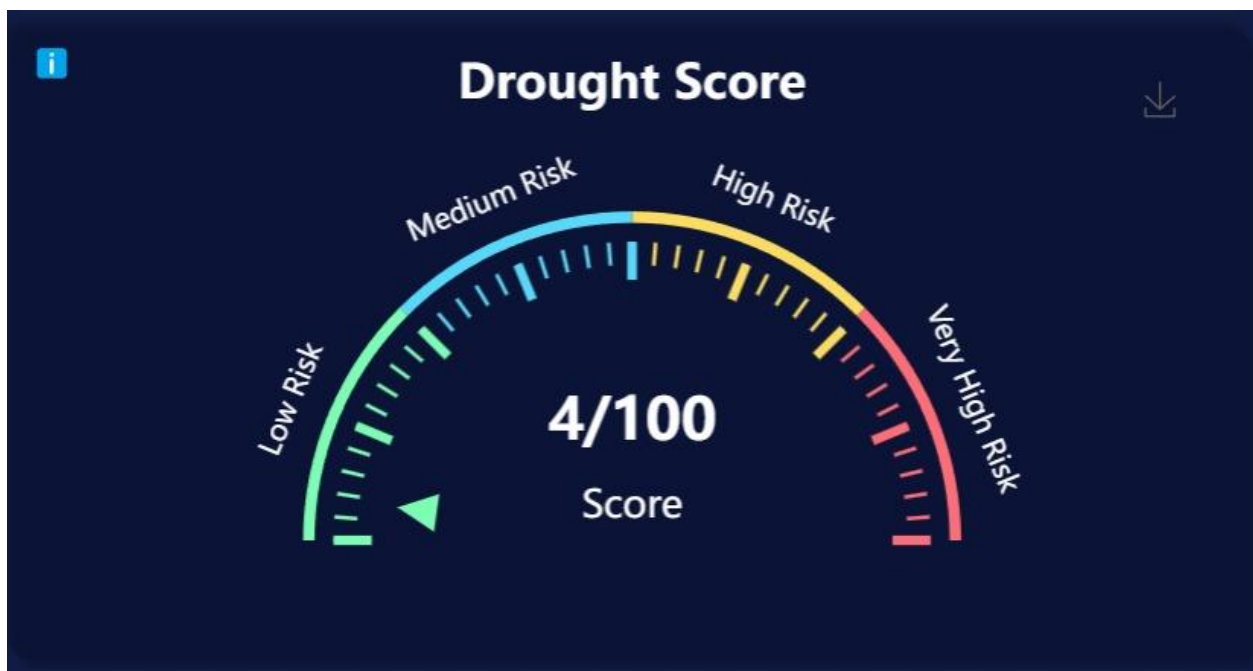 i
Drought Score
Medium Risk
High Risk
Low Risk
Very High Risk
4/100
Score